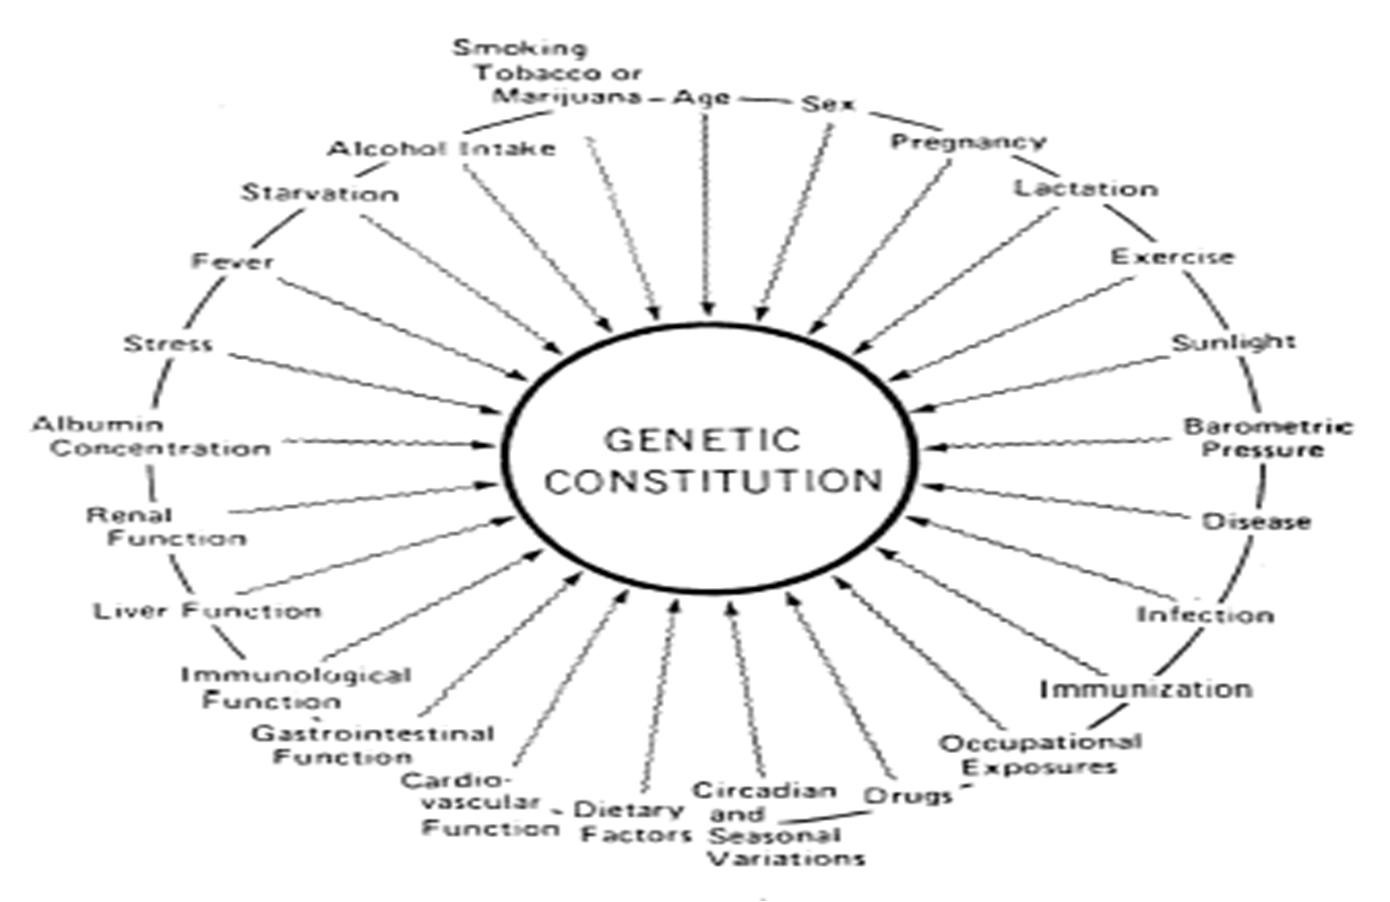 Smoking
Tobacco or
Marijuana
Age
Sex
Pregnancy
Lactation
Exercise
Sunlight
Barometric
Pressure
Disease
Infection
Immunization
Occupational
Exposures
Drugs
Circadian
and
Seasonal
Variations
Dietary
Factors
Cardio-
vascular
Function
Gastrointestinal
Function
Immunological
Function
Liver Function
Renal
Function
Albumin
Concentration
Stress
Fever
Starvation
Alcohol Intake
GENETIC
CONSTITUTION